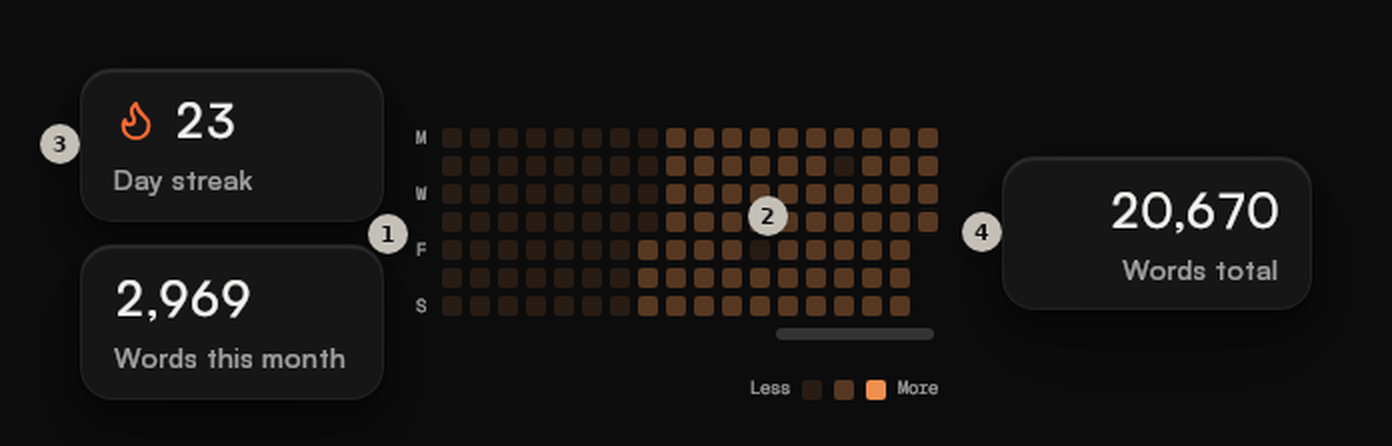 3
23
Day streak
1
2,969
Words this month
M
W
F
S
2
Less
More
4
20,670
Words total